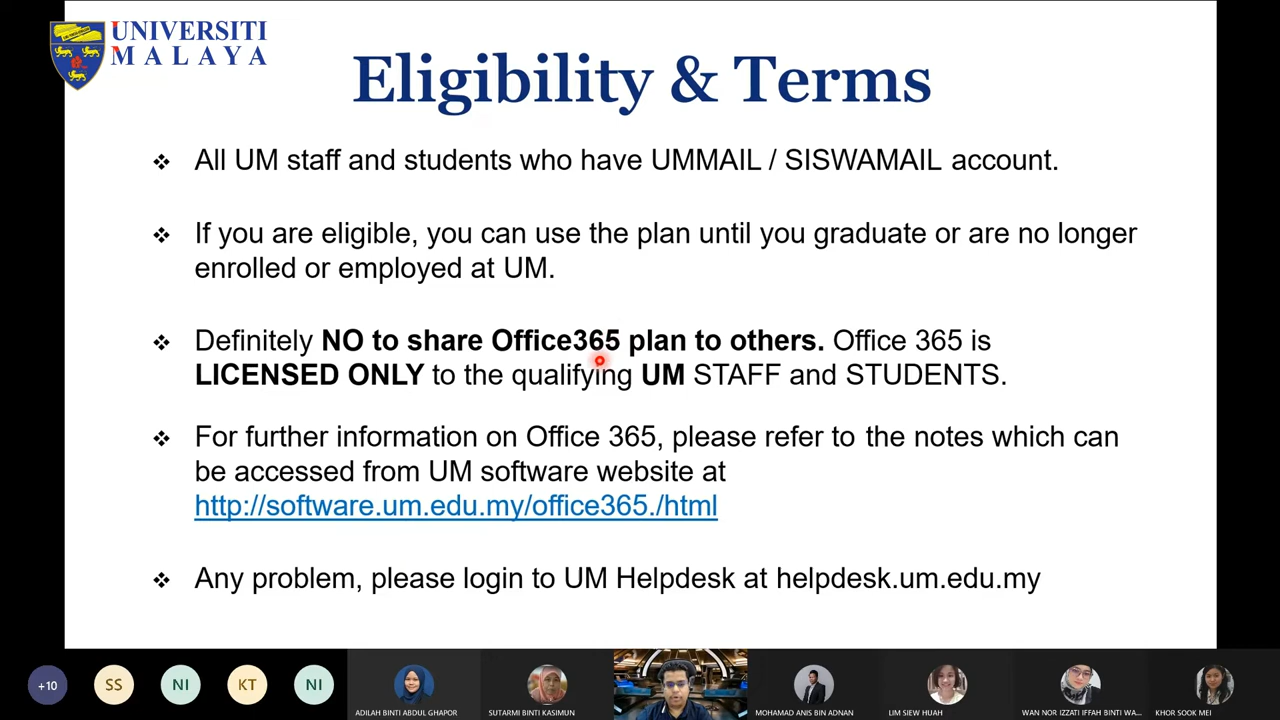 UNIVERSITI
MALAYA
Eligibility & Terms
❖ All UM staff and students who have UMMAIL / SISWAMAIL account.
❖ If you are eligible, you can use the plan until you graduate or are no longer
enrolled or employed at UM.
❖ Definitely NO to share Office365 plan to others. Office 365 is
LICENSED ONLY to the qualifying UM STAFF and STUDENTS.
❖ For further information on Office 365, please refer to the notes which can
be accessed from UM software website at
http://software.um.edu.my/office365./html
❖ Any problem, please login to UM Helpdesk at helpdesk.um.edu.my
+10 SS NI KT NI
ADILAH BINTI ABDUL GHAPOR SUTARMI BINTI KASIMUN MOHAMAD ANIS BIN ADNAN LIM SIEW HUAH WAN NOR IZZATI IFFAH BINTI WA... KHOR SOOK MEI